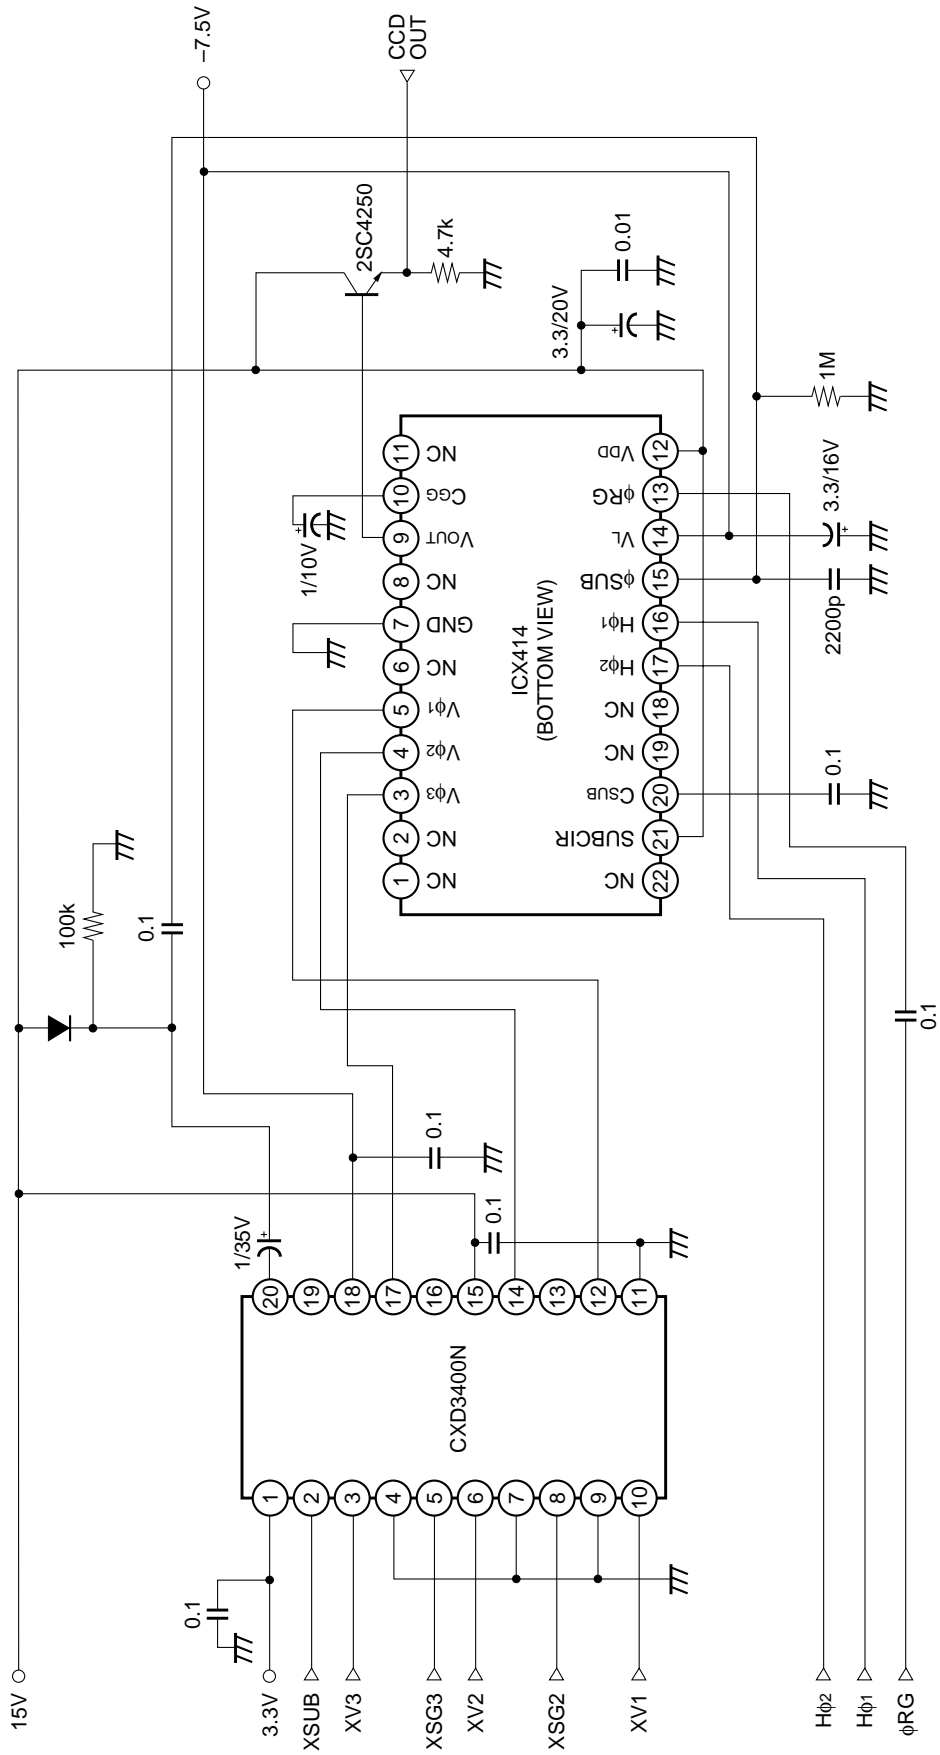 15V
3.3V
XSUB
XV3
XSG3
XV2
XSG2
XV1
Hϕ2
Hϕ1
ϕRG
0.1
1
2
3
4
5
6
7
8
9
10
CXD3400N
20
19
18
17
16
15
14
13
12
11
1/35V
0.1
0.1
100k
0.1
0.1
1
2
3
4
5
6
7
8
9
10
11
NC
NC
Vϕ3
Vϕ2
Vϕ1
NC
GND
NC
VOUT
CGG
NC
ICX414
(BOTTOM VIEW)
NC
SUBCIR
CSUB
NC
NC
Hϕ2
Hϕ1
ϕSUB
VL
ϕRG
VDD
22
21
20
19
18
17
16
15
14
13
12
1/10V
0.1
2200p
3.3/16V
1M
3.3/20V
0.01
2SC4250
4.7k
CCD
OUT
–7.5V